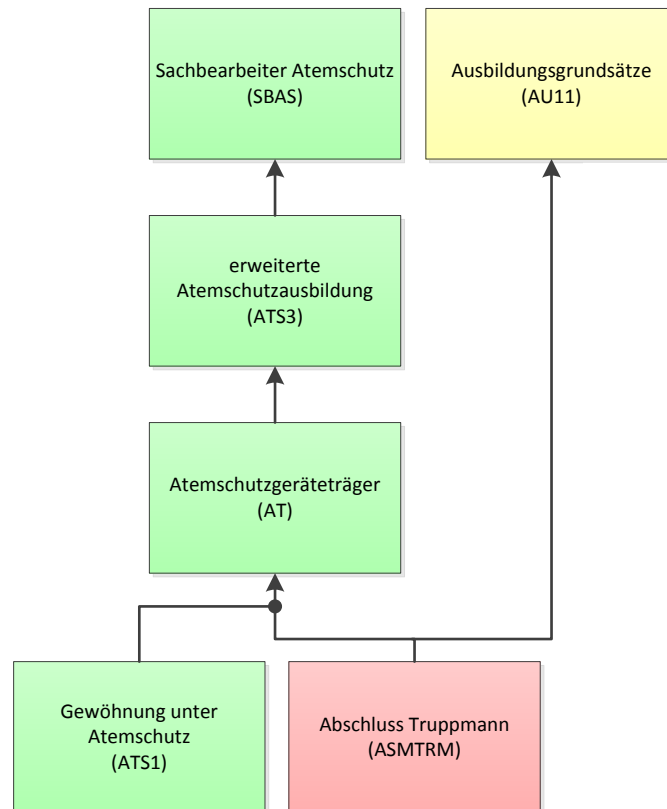 Sachbearbeiter Atemschutz
(SBAS)
Ausbildungsgrundsätze
(AU11)
erweiterte
Atemschutzausbildung
(ATS3)
Atemschutzgeräteträger
(AT)
Gewöhnung unter
Atemschutz
(ATS1)
Abschluss Truppmann
(ASMTRM)